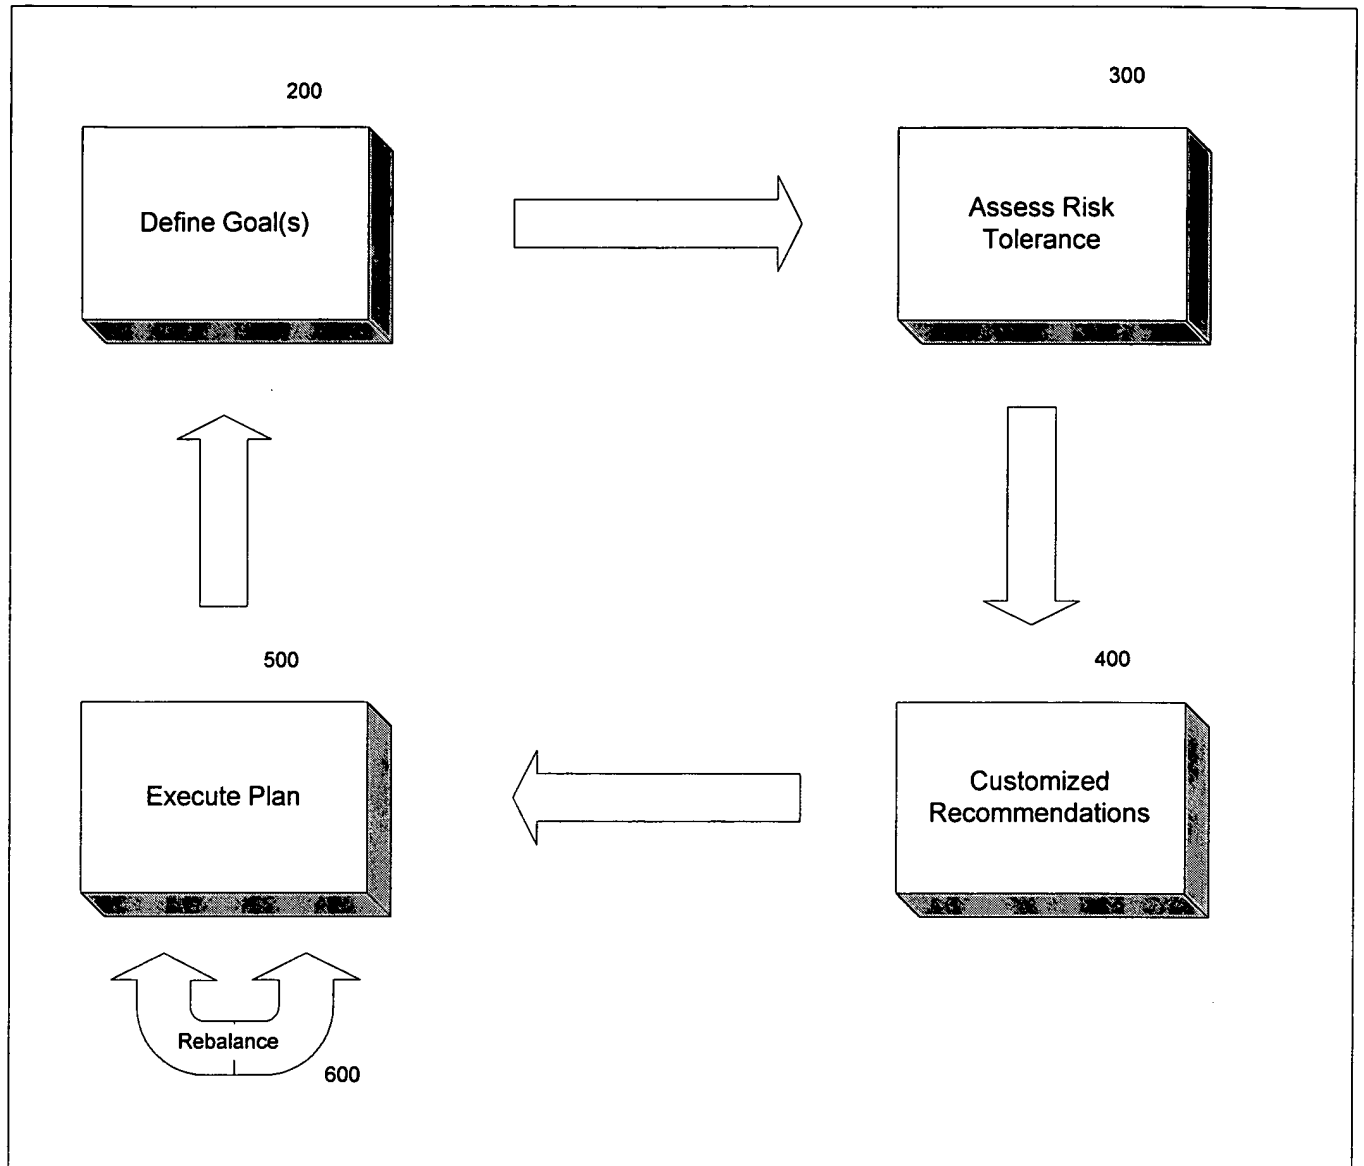 200
300
Define Goal(s)
Assess Risk
Tolerance
500
400
Execute Plan
Customized
Recommendations
Rebalance
600